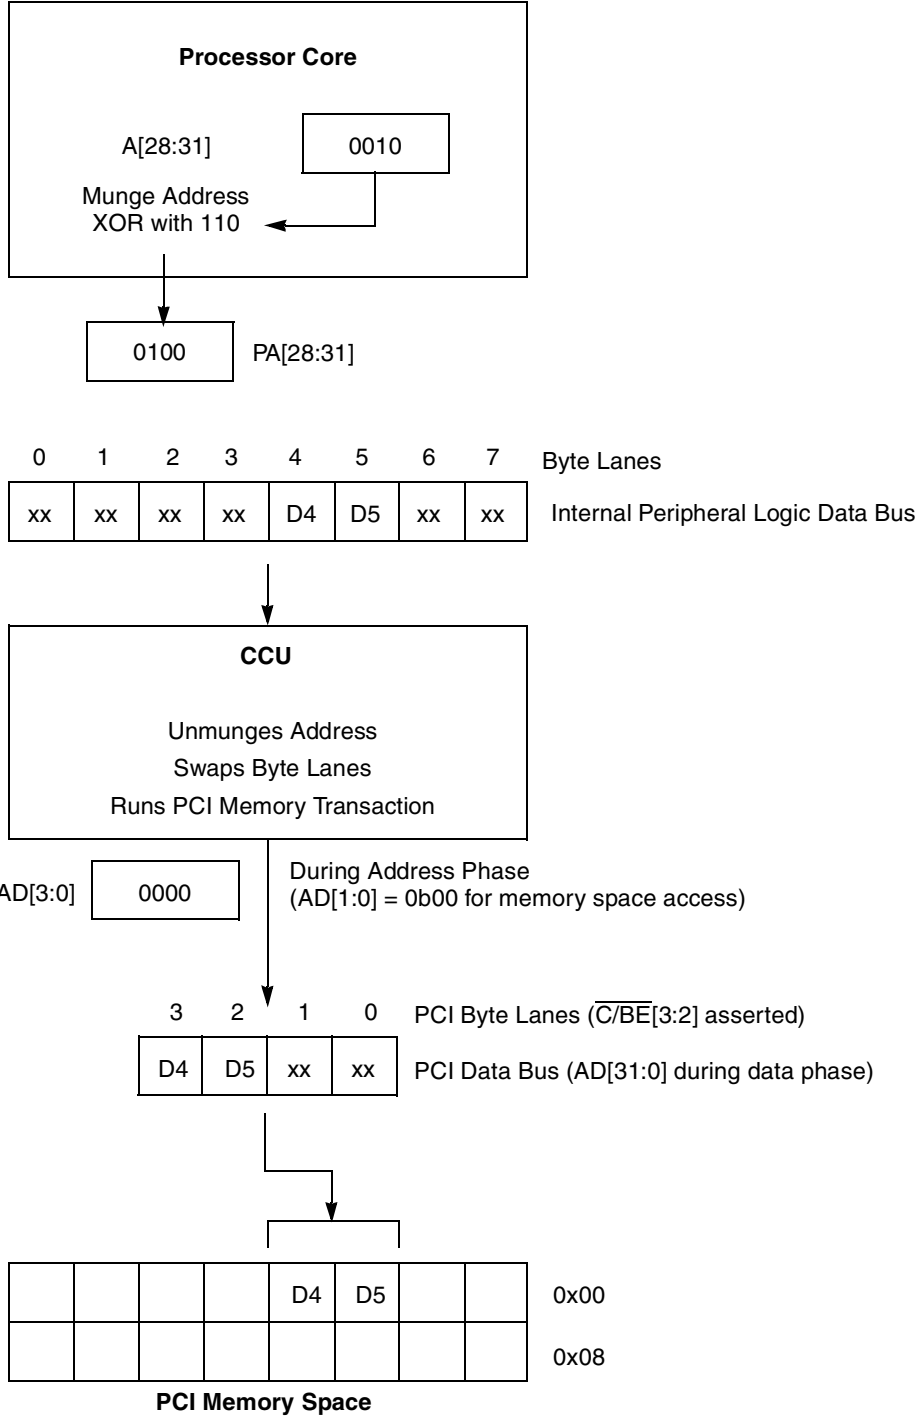 Processor Core
A[28:31] 0010
Munge Address
XOR with 110
0100 PA[28:31]
0 1 2 3 4 5 6 7 Byte Lanes
xx xx xx xx D4 D5 xx xx Internal Peripheral Logic Data Bus
CCU
Unmunges Address
Swaps Byte Lanes
Runs PCI Memory Transaction
AD[3:0] 0000 During Address Phase
(AD[1:0] = 0b00 for memory space access)
3 2 1 0 PCI Byte Lanes (C/BE[3:2] asserted)
D4 D5 xx xx PCI Data Bus (AD[31:0] during data phase)
D4 D5 0x00
0x08
PCI Memory Space